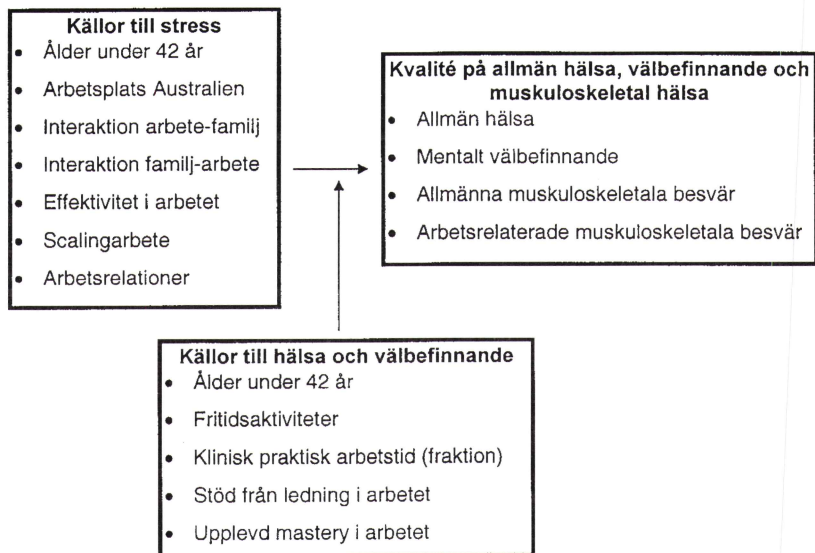 Källor till stress
• Ålder under 42 år
• Arbetsplats Australien
• Interaktion arbete-familj
• Interaktion familj-arbete
• Effektivitet i arbetet
• Scalingarbete
• Arbetsrelationer
Kvalité på allmän hälsa, välbefinnande och
muskuloskeletal hälsa
• Allmän hälsa
• Mentalt välbefinnande
• Allmänna muskuloskeletala besvär
• Arbetsrelaterade muskuloskeletala besvär
Källor till hälsa och välbefinnande
• Ålder under 42 år
• Fritidsaktiviteter
• Klinisk praktisk arbetstid (fraktion)
• Stöd från ledning i arbetet
• Upplevd mastery i arbetet